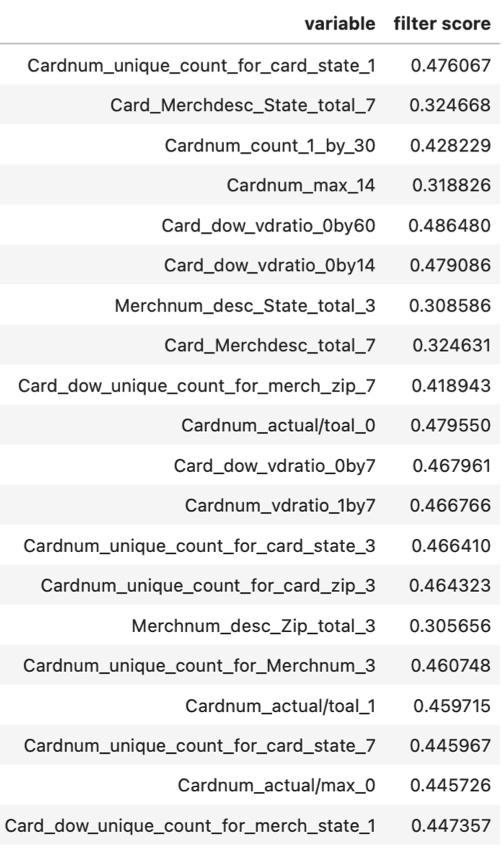 variable filter score
Cardnum_unique_count_for_card_state_1 0.476067
Card_Merchdesc_State_total_7 0.324668
Cardnum_count_1_by_30 0.428229
Cardnum_max_14 0.318826
Card_dow_vdratio_0by60 0.486480
Card_dow_vdratio_0by14 0.479086
Merchnum_desc_State_total_3 0.308586
Card_Merchdesc_total_7 0.324631
Card_dow_unique_count_for_merch_zip_7 0.418943
Cardnum_actual/toal_0 0.479550
Card_dow_vdratio_0by7 0.467961
Cardnum_vdratio_1by7 0.466766
Cardnum_unique_count_for_card_state_3 0.466410
Cardnum_unique_count_for_card_zip_3 0.464323
Merchnum_desc_Zip_total_3 0.305656
Cardnum_unique_count_for_Merchnum_3 0.460748
Cardnum_actual/toal_1 0.459715
Cardnum_unique_count_for_card_state_7 0.445967
Cardnum_actual/max_0 0.445726
Card_dow_unique_count_for_merch_state_1 0.447357